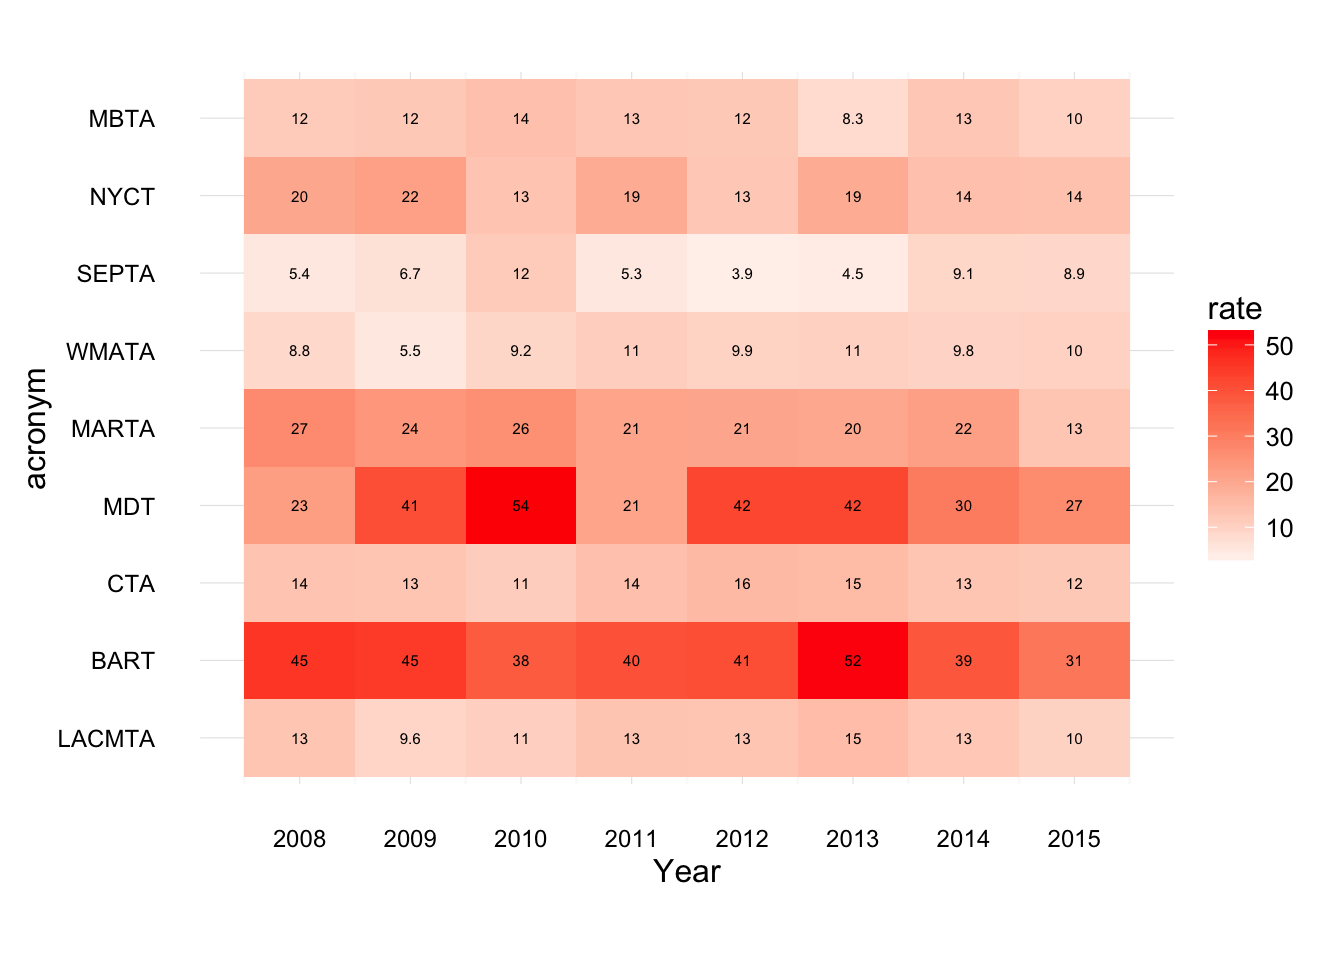 MBTA 12 12 14 13 12 8.3 13 10
NYCT 20 22 13 19 13 19 14 14
SEPTA 5.4 6.7 12 5.3 3.9 4.5 9.1 8.9
WMATA 8.8 5.5 9.2 11 9.9 11 9.8 10
MARTA 27 24 26 21 21 20 22 13
MDT 23 41 54 21 42 42 30 27
CTA 14 13 11 14 16 15 13 12
BART 45 45 38 40 41 52 39 31
LACMTA 13 9.6 11 13 13 15 13 10
2008 2009 2010 2011 2012 2013 2014 2015
Year
acronym
rate
50
40
30
20
10